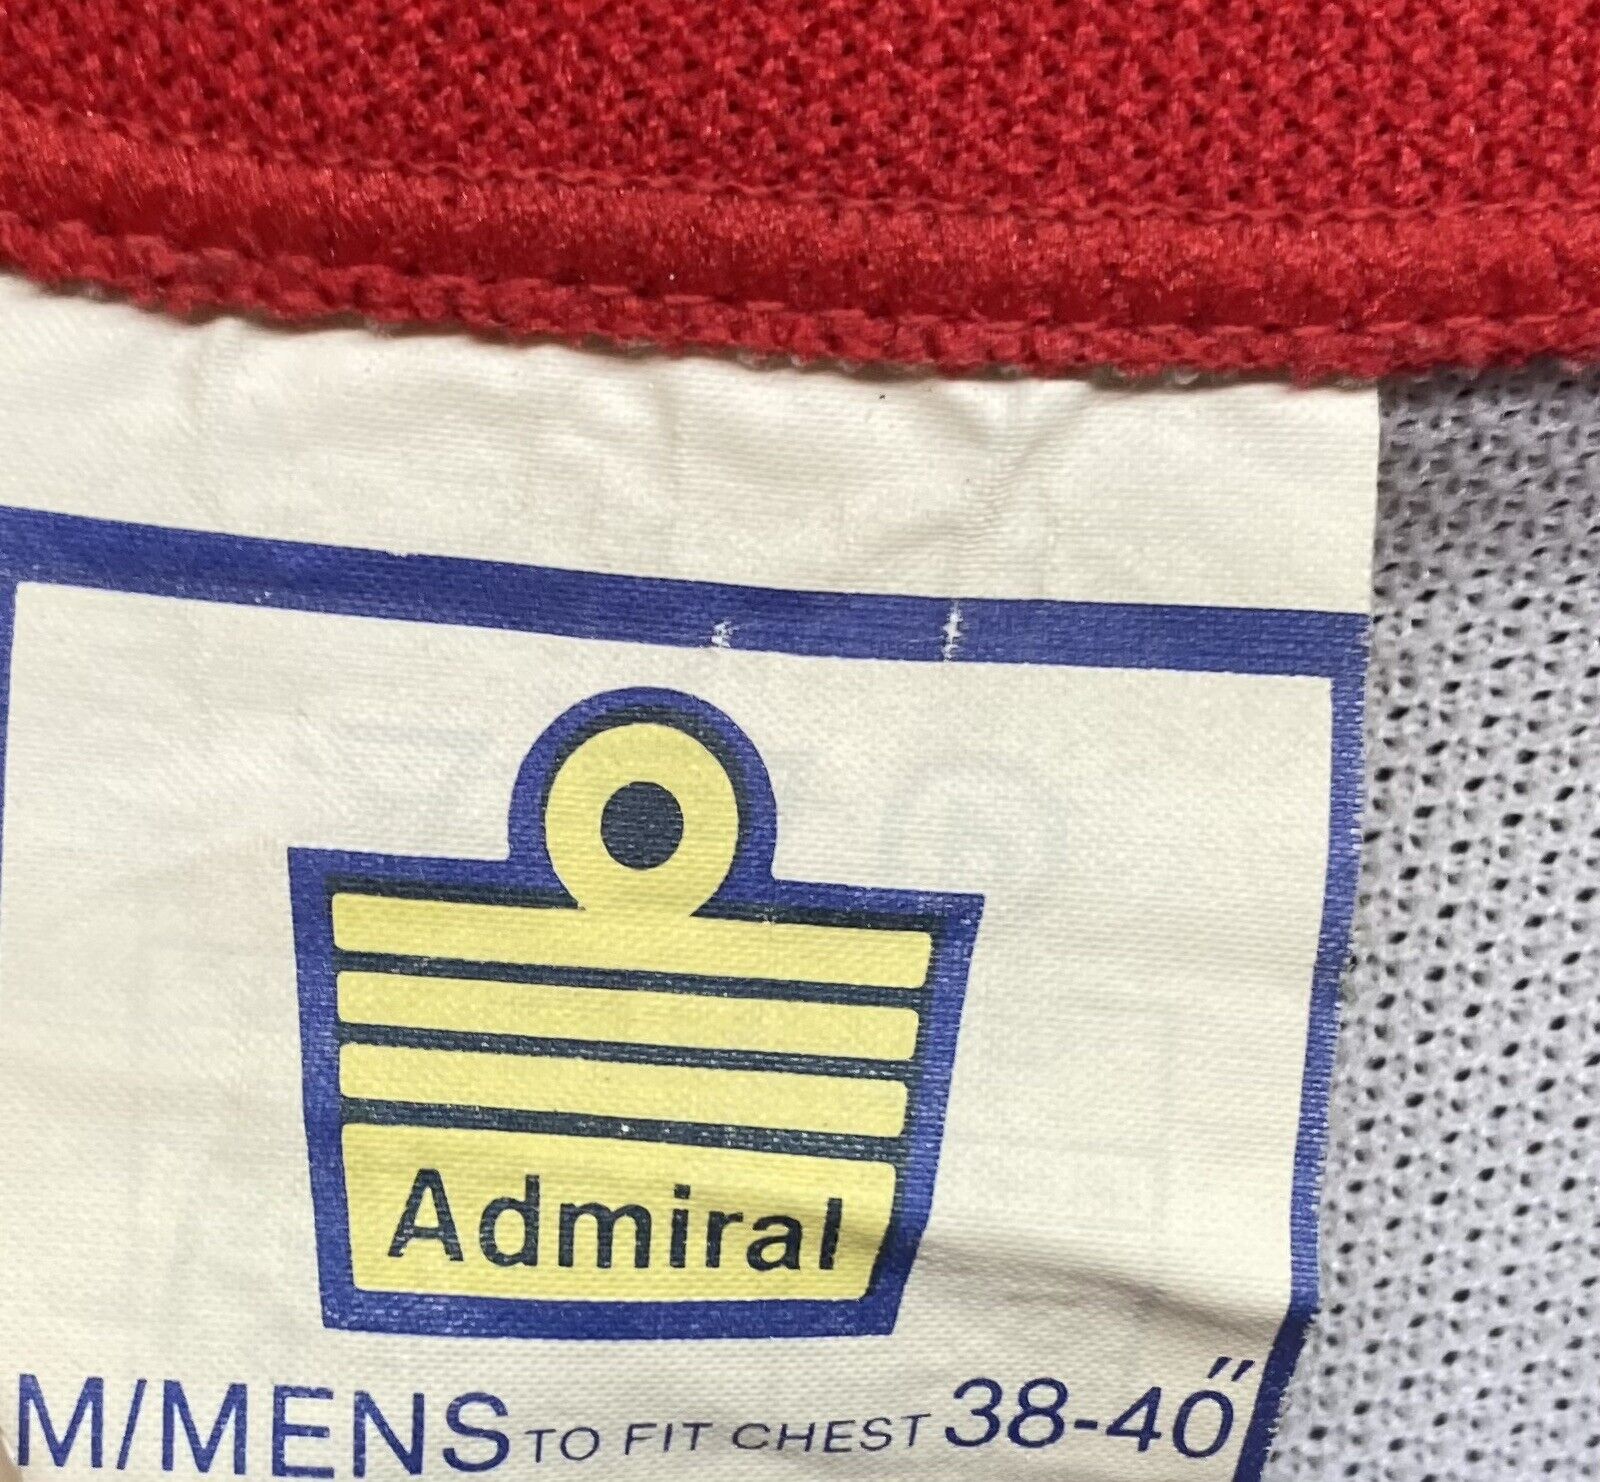 Admiral
M/MENS TO FIT CHEST 38-40"